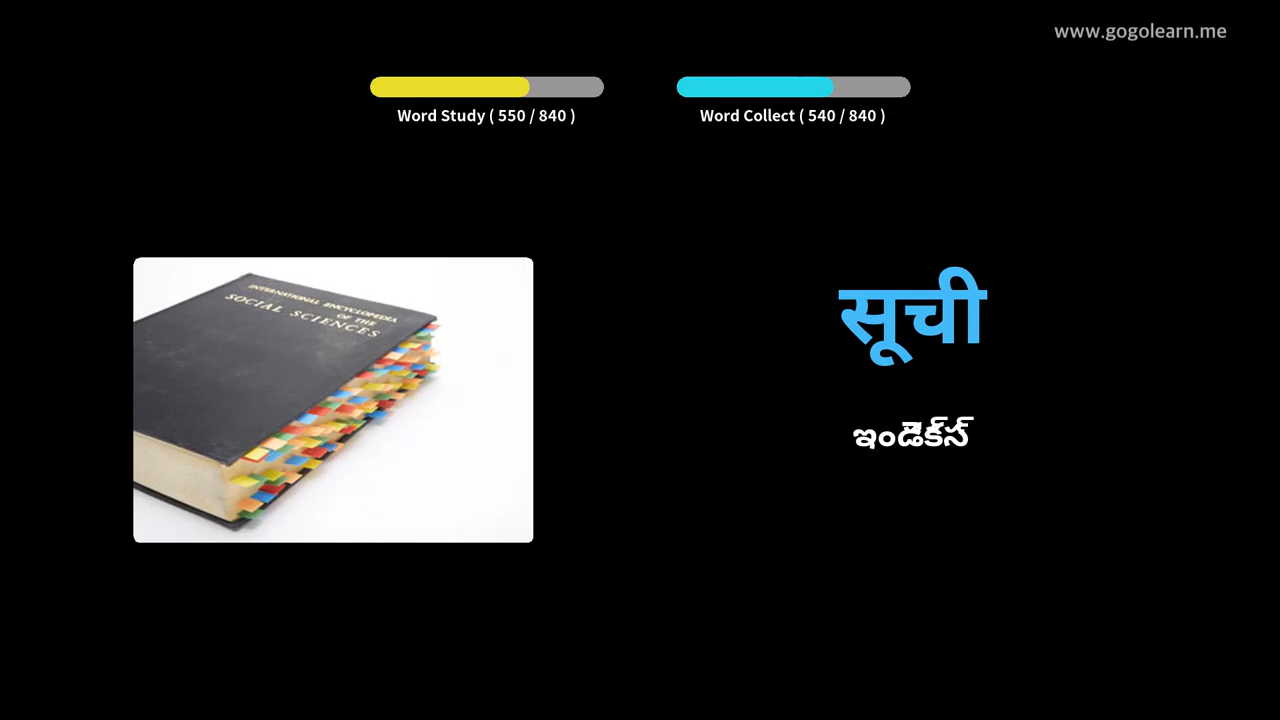 www.gogolearn.me
Word Study ( 550 / 840 )
Word Collect ( 540 / 840 )
INTERNATIONAL ENCYCLOPEDIA
OF THE
SOCIAL SCIENCES
सूची
ఇండెక్స్